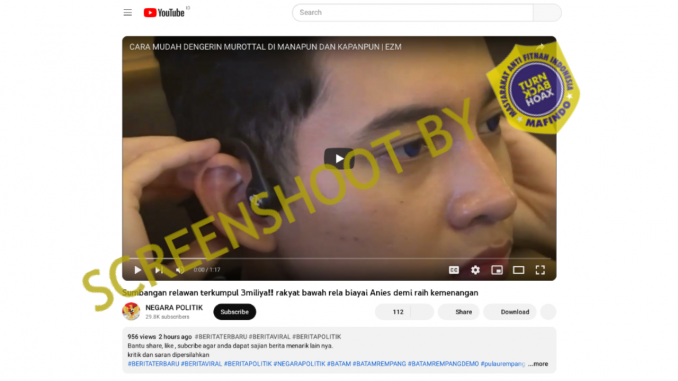 YouTube
ID
Search
CARA MUDAH DENGERIN MUROTTAL DI MANAPUN DAN KAPANPUN | EZM
MASYARAKAT ANTI FITNAH INDONESIA
TURN
BACK
HOAX
MAFINDO
SCREENSHOOT BY
0:00 / 1:17
Sumbangan relawan terkumpul 3miliya!! rakyat bawah rela biayai Anies demi raih kemenangan
NEGARA POLITIK
29.8K subscribers
Subscribe
112
Share
Download
956 views 2 hours ago #BERITATERBARU #BERITAVIRAL #BERITAPOLITIK
Bantu share, like , subcribe agar anda dapat sajian berita menarik lain nya.
kritik dan saran dipersilahkan
#BERITATERBARU #BERITAVIRAL #BERITAPOLITIK #NEGARAPOLITIK #BATAM #BATAMREMPANG #BATAMREMPANGDEMO #pulaurempang ...more